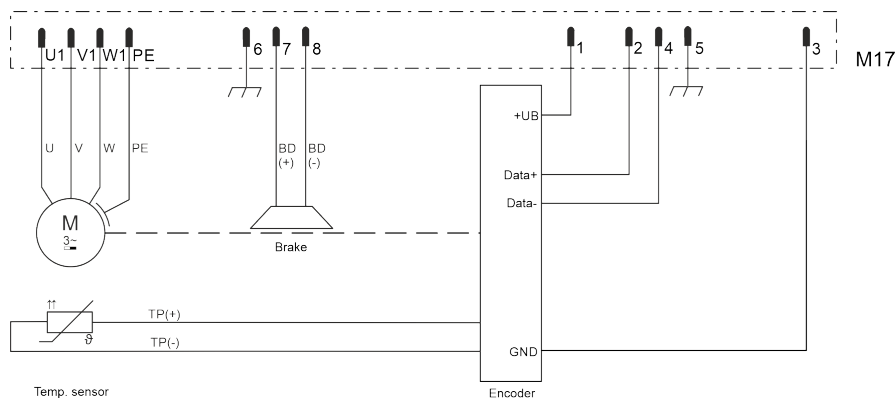 U1 V1 W1 PE 6 7 8 1 2 4 5 3
M17
+UB
U V W PE BD (+) BD (-)
Data+
Data-
M
3~
Brake
TP(+)
ϑ
TP(-)
GND
Temp. sensor
Encoder